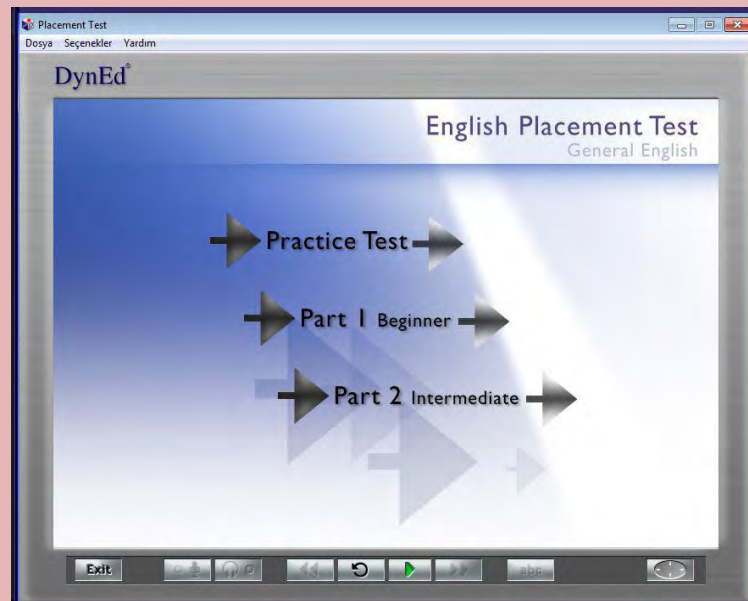 Placement Test
Dosya Seçenekler Yardım
DynEd®
English Placement Test
General English
Practice Test
Part 1 Beginner
Part 2 Intermediate
Exit abc